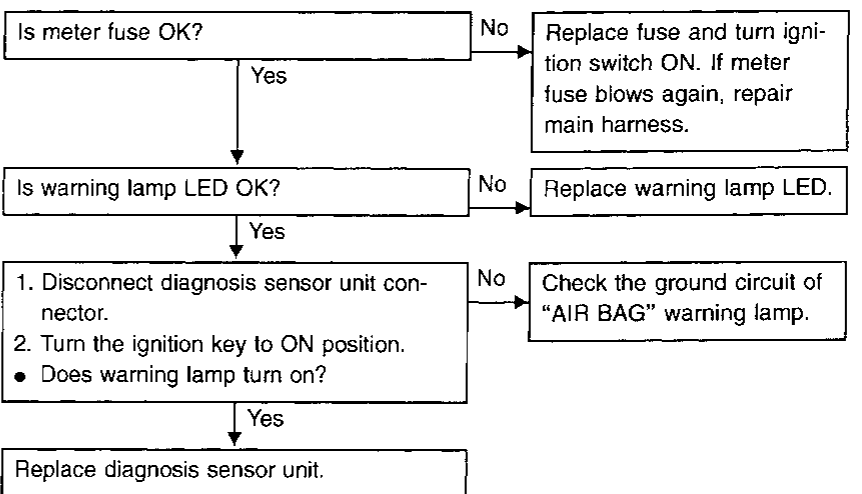 Is meter fuse OK?
No
Replace fuse and turn igni-
tion switch ON. If meter
fuse blows again, repair
main harness.
Yes
Is warning lamp LED OK?
No
Replace warning lamp LED.
Yes
1. Disconnect diagnosis sensor unit con-
nector.
2. Turn the ignition key to ON position.
● Does warning lamp turn on?
No
Check the ground circuit of
“AIR BAG” warning lamp.
Yes
Replace diagnosis sensor unit.